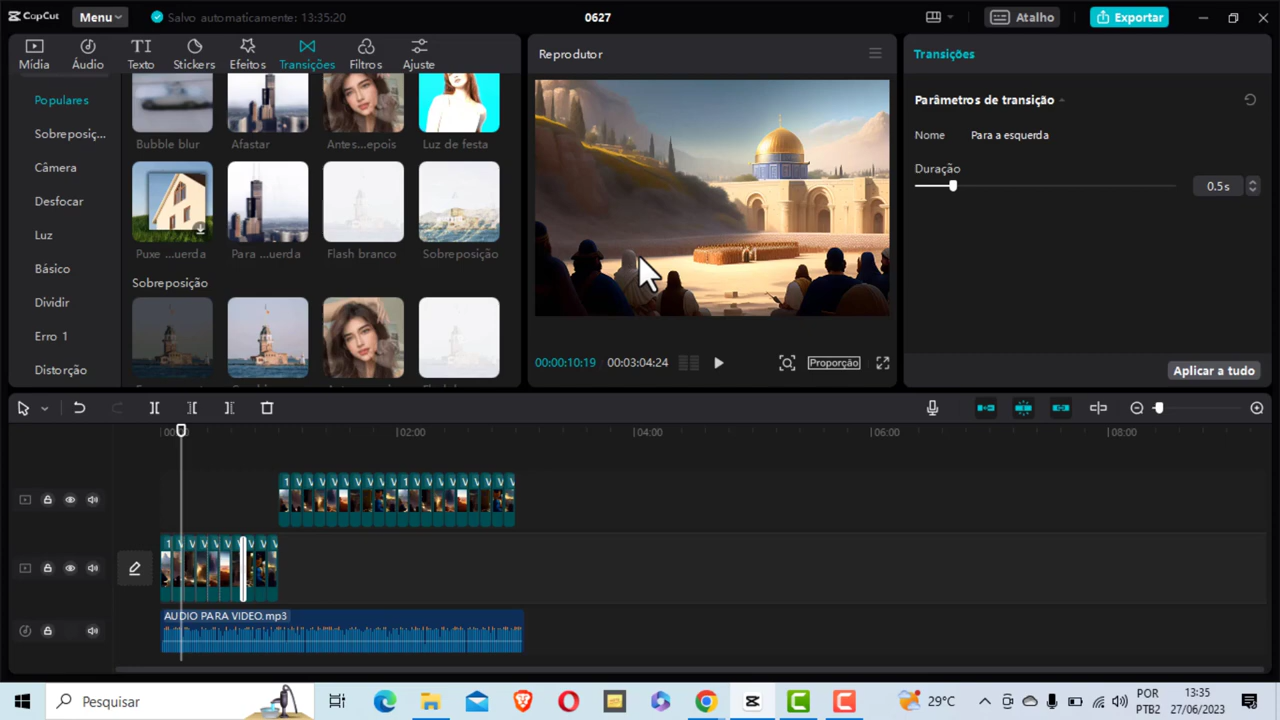 CapCut
Menu
Salvo automaticamente: 13:35:20
0627
Atalho
Exportar
Mídia
Áudio
Texto
Stickers
Efeitos
Transições
Filtros
Ajuste
Populares
Sobreposiç...
Câmera
Desfocar
Luz
Básico
Dividir
Erro 1
Distorção
Bubble blur
Afastar
Antes...epois
Luz de festa
Puxe ...uerda
Para ...uerda
Flash branco
Sobreposição
Sobreposição
Reprodutor
00:00:10:19
00:03:04:24
Proporção
Transições
Parâmetros de transição
Nome
Para a esquerda
Duração
0.5s
Aplicar a tudo
02:00
04:00
06:00
08:00
AUDIO PARA VIDEO.mp3
Pesquisar
29°C
POR
PTB2
13:35
27/06/2023